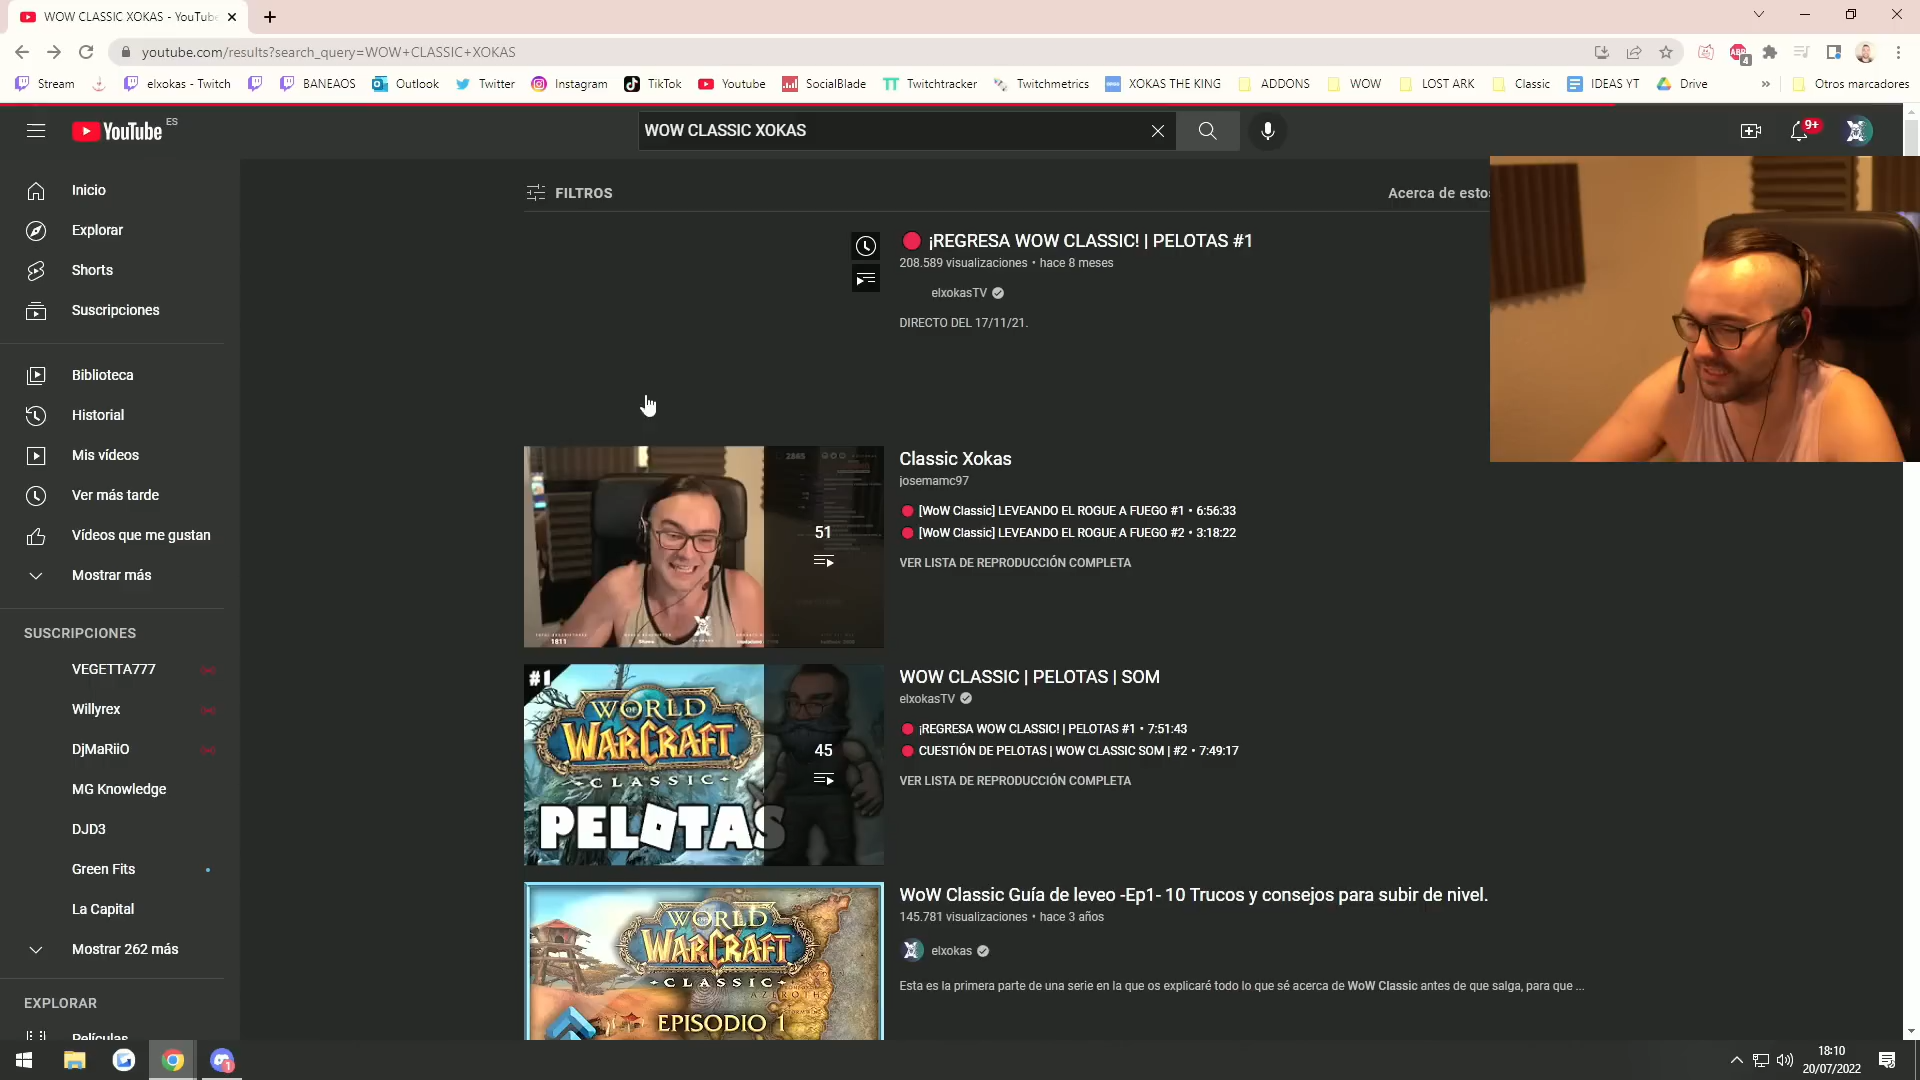 WOW CLASSIC XOKAS - YouTube
youtube.com/results?search_query=WOW+CLASSIC+XOKAS
4
Stream
elxokas - Twitch
BANEAOS
Outlook
Twitter
Instagram
TikTok
Youtube
SocialBlade
Twitchtracker
Twitchmetrics
XOKAS THE KING
ADDONS
WOW
LOST ARK
Classic
IDEAS YT
Drive
»
Otros marcadores
YouTube ES
WOW CLASSIC XOKAS
9+
Inicio
Explorar
Shorts
Suscripciones
Biblioteca
Historial
Mis vídeos
Ver más tarde
Vídeos que me gustan
Mostrar más
SUSCRIPCIONES
VEGETTA777
Willyrex
DjMaRiiO
MG Knowledge
DJD3
Green Fits
La Capital
Mostrar 262 más
EXPLORAR
Películas
FILTROS
Acerca de estos
¡REGRESA WOW CLASSIC! | PELOTAS #1
208.589 visualizaciones • hace 8 meses
elxokasTV
DIRECTO DEL 17/11/21.
2865
1811
51
Classic Xokas
josemamc97
[WoW Classic] LEVEANDO EL ROGUE A FUEGO #1 • 6:56:33
[WoW Classic] LEVEANDO EL ROGUE A FUEGO #2 • 3:18:22
VER LISTA DE REPRODUCCIÓN COMPLETA
#1
WORLD OF
WARCRAFT
CLASSIC
PELOTAS
45
WOW CLASSIC | PELOTAS | SOM
elxokasTV
¡REGRESA WOW CLASSIC! | PELOTAS #1 • 7:51:43
CUESTIÓN DE PELOTAS | WOW CLASSIC SOM | #2 • 7:49:17
VER LISTA DE REPRODUCCIÓN COMPLETA
WORLD OF
WARCRAFT
CLASSIC
AZEROTH
EPISODIO 1
WoW Classic Guía de leveo -Ep1- 10 Trucos y consejos para subir de nivel.
145.781 visualizaciones • hace 3 años
elxokas
Esta es la primera parte de una serie en la que os explicaré todo lo que sé acerca de WoW Classic antes de que salga, para que ...
1
18:10
20/07/2022